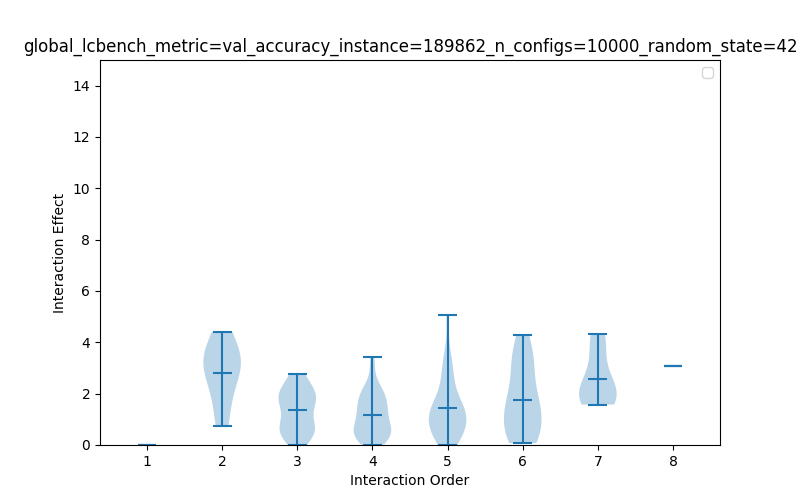 global_lcbench_metric=val_accuracy_instance=189862_n_configs=10000_random_state=42
14
12
10
8
6
4
2
0
Interaction Effect
1 2 3 4 5 6 7 8
Interaction Order